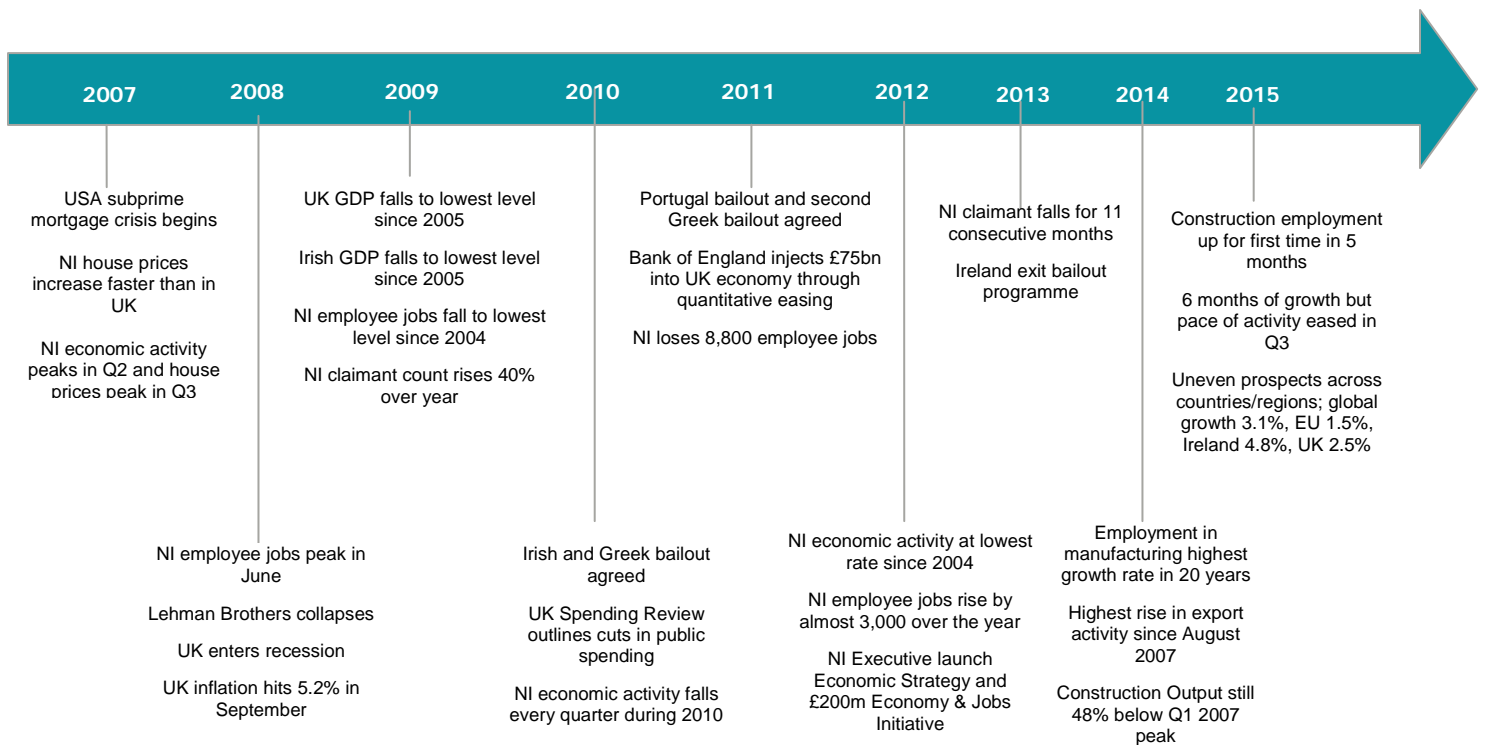 2007
2008
2009
2010
2011
2012
2013
2014
2015
USA subprime
mortgage crisis begins
NI house prices
increase faster than in
UK
NI economic activity
peaks in Q2 and house
prices peak in Q3
UK GDP falls to lowest level
since 2005
Irish GDP falls to lowest level
since 2005
NI employee jobs fall to lowest
level since 2004
NI claimant count rises 40%
over year
Portugal bailout and second
Greek bailout agreed
Bank of England injects £75bn
into UK economy through
quantitative easing
NI loses 8,800 employee jobs
NI claimant falls for 11
consecutive months
Ireland exit bailout
programme
Construction employment
up for first time in 5
months
6 months of growth but
pace of activity eased in
Q3
Uneven prospects across
countries/regions; global
growth 3.1%, EU 1.5%,
Ireland 4.8%, UK 2.5%
NI employee jobs peak in
June
Lehman Brothers collapses
UK enters recession
UK inflation hits 5.2% in
September
Irish and Greek bailout
agreed
UK Spending Review
outlines cuts in public
spending
NI economic activity falls
every quarter during 2010
NI economic activity at lowest
rate since 2004
NI employee jobs rise by
almost 3,000 over the year
NI Executive launch
Economic Strategy and
£200m Economy & Jobs
Initiative
Employment in
manufacturing highest
growth rate in 20 years
Highest rise in export
activity since August
2007
Construction Output still
48% below Q1 2007
peak